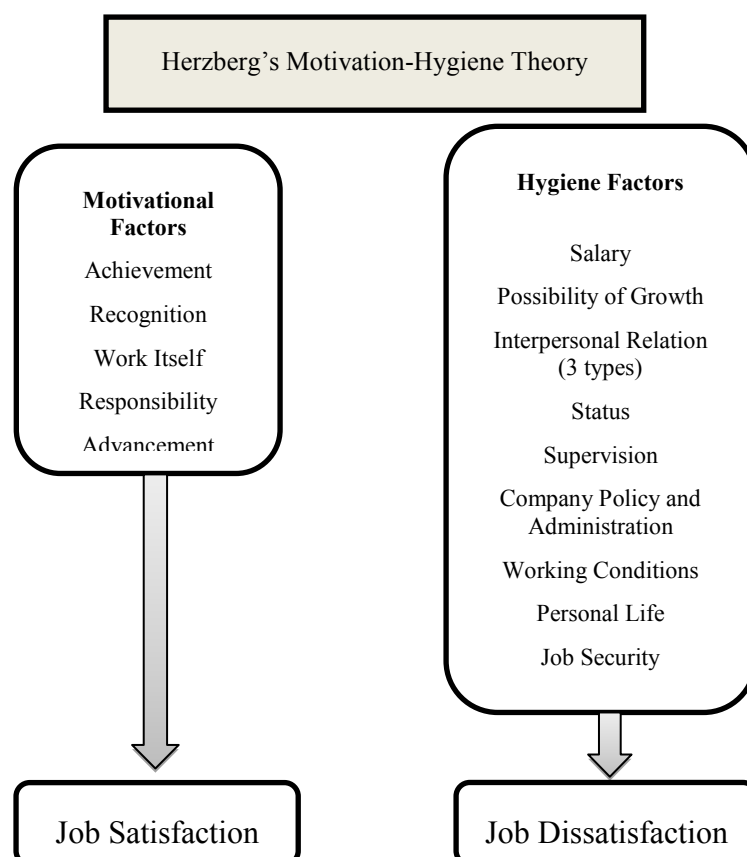 Herzberg’s Motivation-Hygiene Theory
Motivational
Factors
Achievement
Recognition
Work Itself
Responsibility
Advancement
Hygiene Factors
Salary
Possibility of Growth
Interpersonal Relation
(3 types)
Status
Supervision
Company Policy and
Administration
Working Conditions
Personal Life
Job Security
Job Satisfaction
Job Dissatisfaction